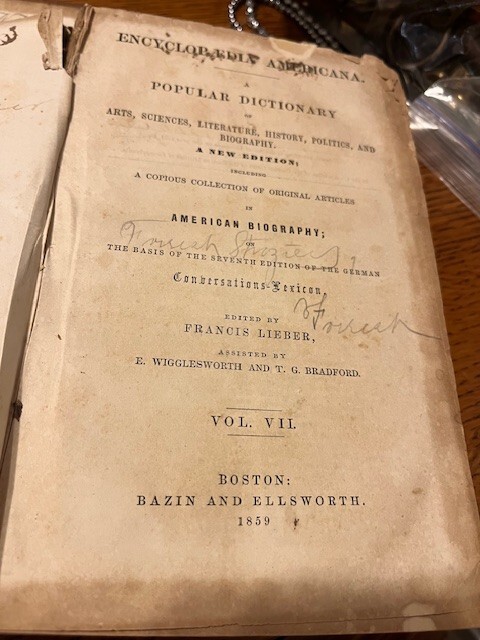 ENCYCLOPÆDIA AMERICANA.
A
POPULAR DICTIONARY
OF
ARTS, SCIENCES, LITERATURE, HISTORY, POLITICS, AND
BIOGRAPHY.
A NEW EDITION;
INCLUDING
A COPIOUS COLLECTION OF ORIGINAL ARTICLES
IN
AMERICAN BIOGRAPHY;
ON
THE BASIS OF THE SEVENTH EDITION OF THE GERMAN
Conversations-Lexicon,
EDITED BY
FRANCIS LIEBER,
ASSISTED BY
E. WIGGLESWORTH AND T. G. BRADFORD.
VOL. VII.
BOSTON:
BAZIN AND ELLSWORTH.
1859